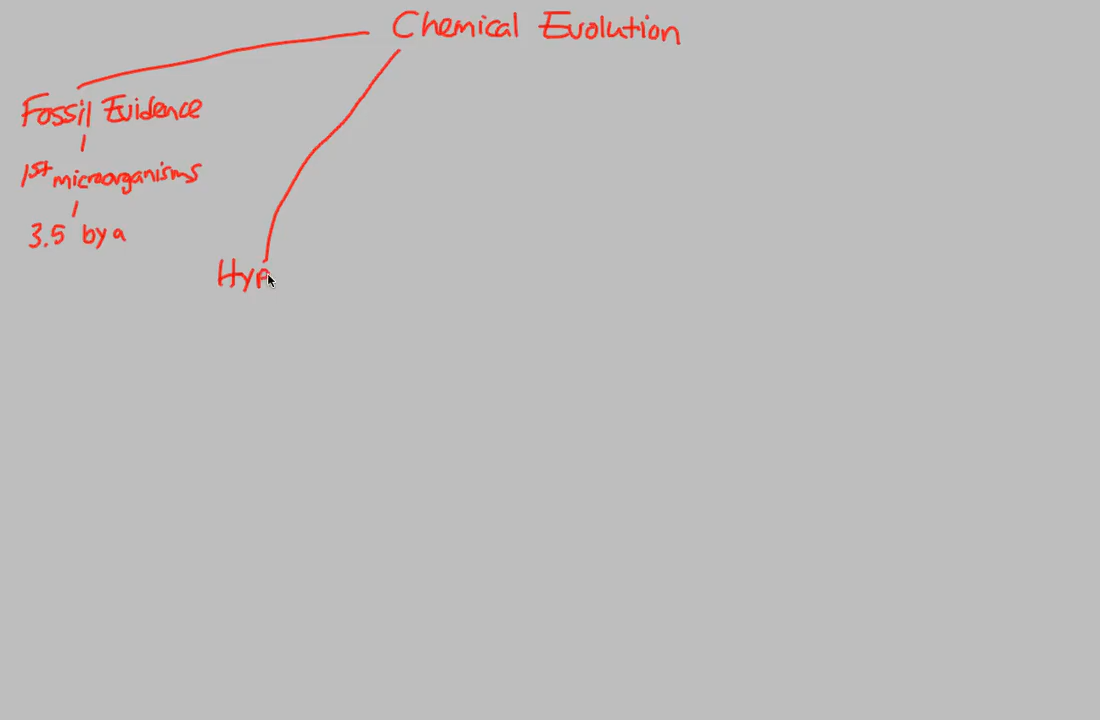 Chemical Evolution
Fossil Evidence
1st microorganisms
3.5 bya
Hyp